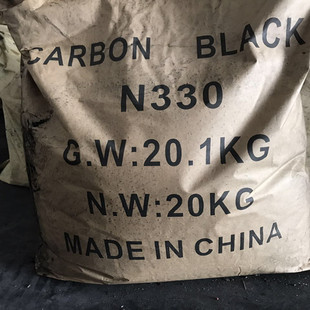 CARBON BLACK
N330
G.W:20.1KG
N.W:20KG
MADE IN CHINA